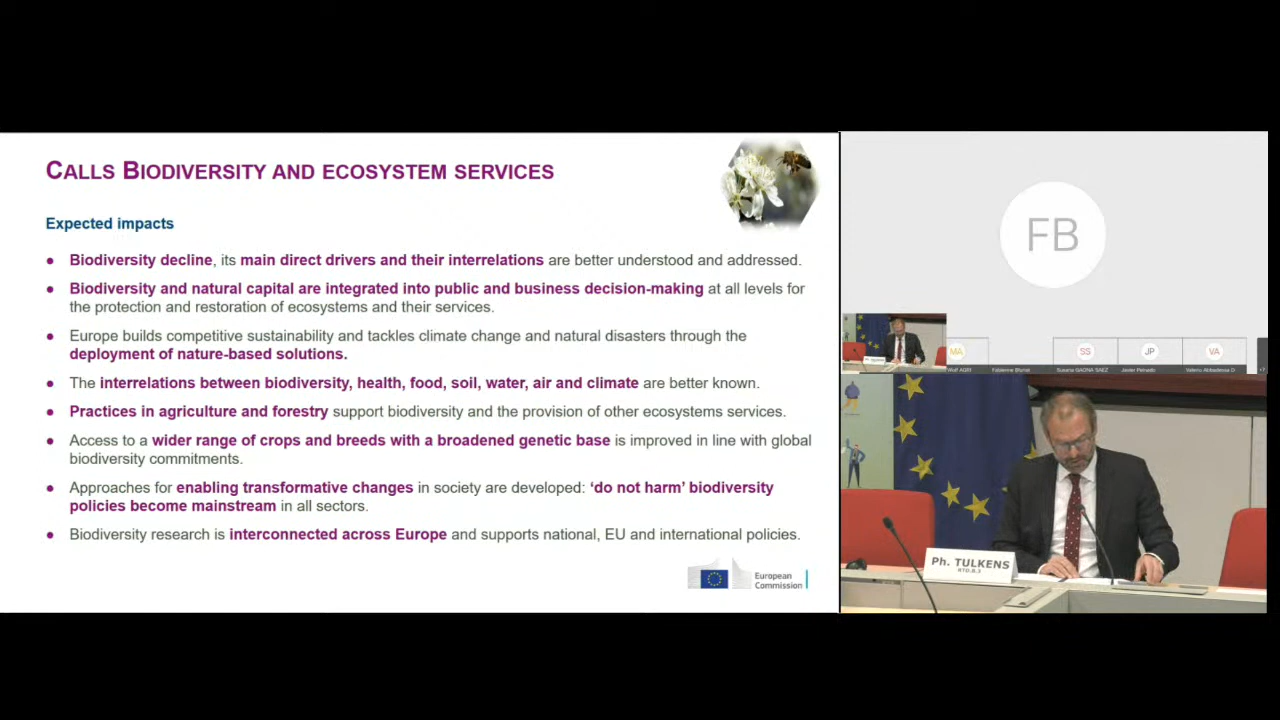 CALLS BIODIVERSITY AND ECOSYSTEM SERVICES
Expected impacts
● Biodiversity decline, its main direct drivers and their interrelations are better understood and addressed.
● Biodiversity and natural capital are integrated into public and business decision-making at all levels for
the protection and restoration of ecosystems and their services.
● Europe builds competitive sustainability and tackles climate change and natural disasters through the
deployment of nature-based solutions.
● The interrelations between biodiversity, health, food, soil, water, air and climate are better known.
● Practices in agriculture and forestry support biodiversity and the provision of other ecosystems services.
● Access to a wider range of crops and breeds with a broadened genetic base is improved in line with global
biodiversity commitments.
● Approaches for enabling transformative changes in society are developed: ‘do not harm’ biodiversity
policies become mainstream in all sectors.
● Biodiversity research is interconnected across Europe and supports national, EU and international policies.
European
Commission
FB
MA
SS
JP
VA
Ph. TULKENS
RTD.B.3